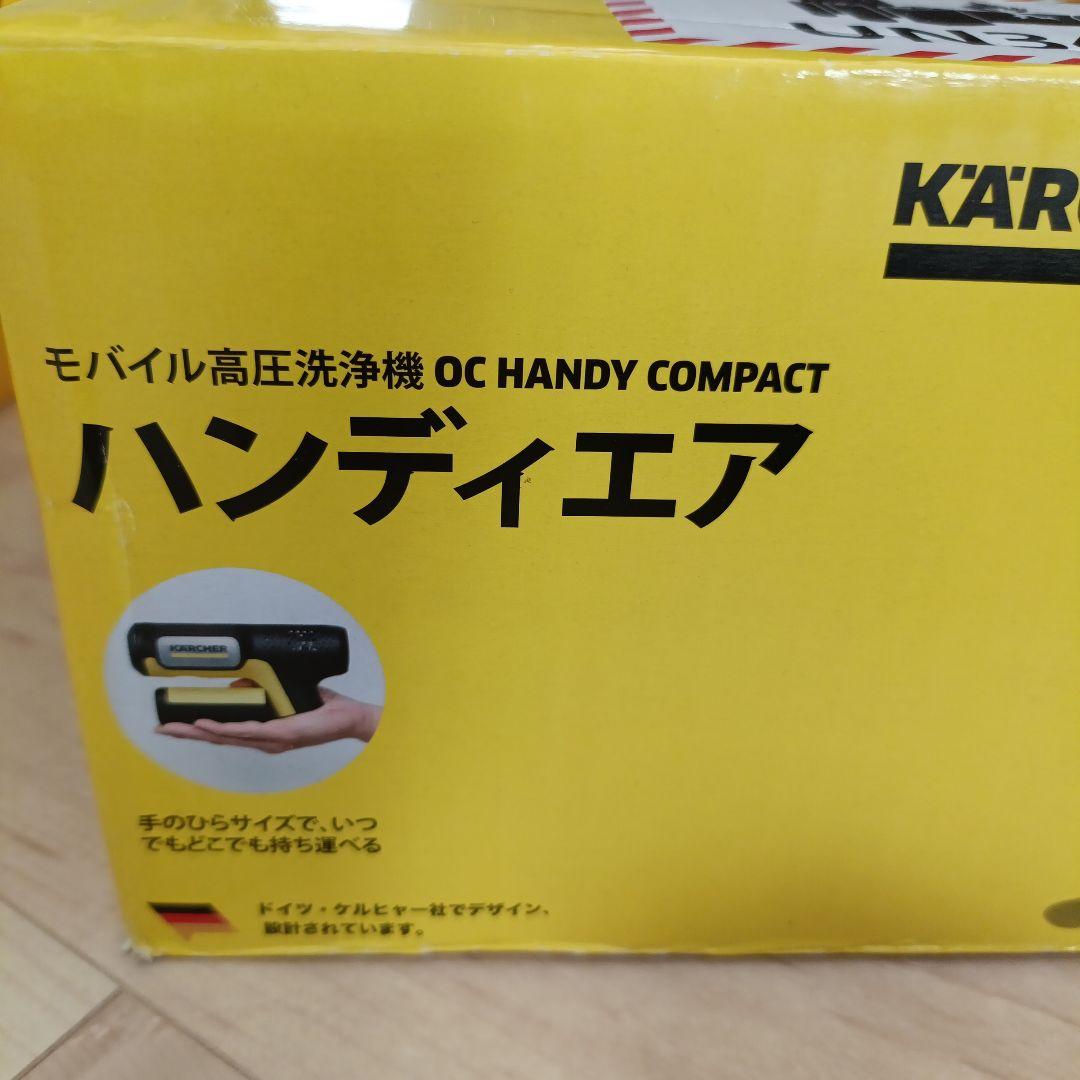 UN34
KÄR
モバイル高圧洗浄機 OC HANDY COMPACT
ハンディエア
KÄRCHER
手のひらサイズで、いつ
でもどこでも持ち運べる
ドイツ・ケルヒャー社でデザイン、
設計されています。